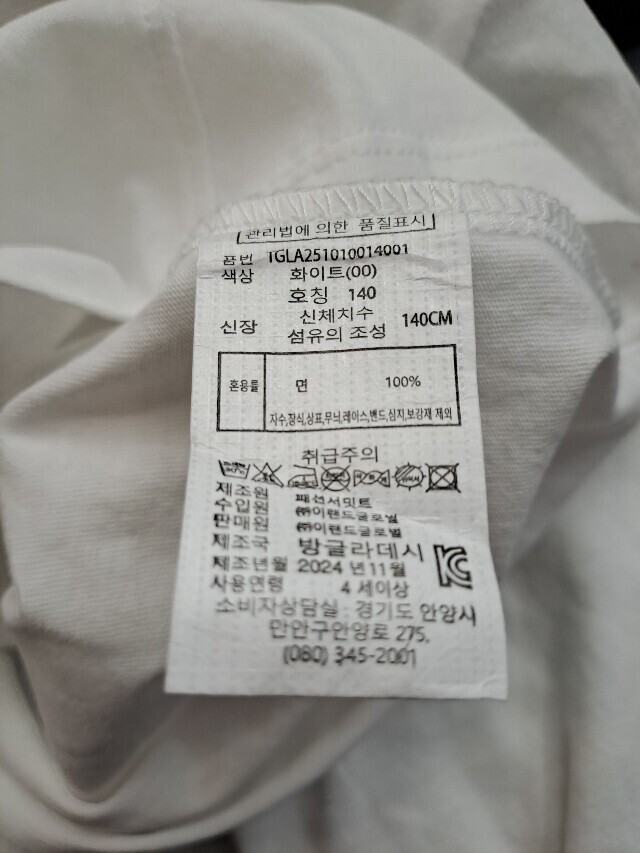 관리법에 의한 품질표시
품번 TGLA251010014001
색상 화이트(00)
호칭 140
신체치수
신장 140CM
섬유의 조성
혼용률 면 100%
자수,장식,상표,무늬,레이스,밴드,심지,보강재 제외
취급주의
제조원 패션서밋트
수입원 ㈜이랜드글로벌
판매원 ㈜이랜드글로벌
제조국 방글라데시
제조년월 2024 년11월
사용연령 4 세이상
소비자상담실 : 경기도 안양시
만안구안양로 275,
(080) 345-2001